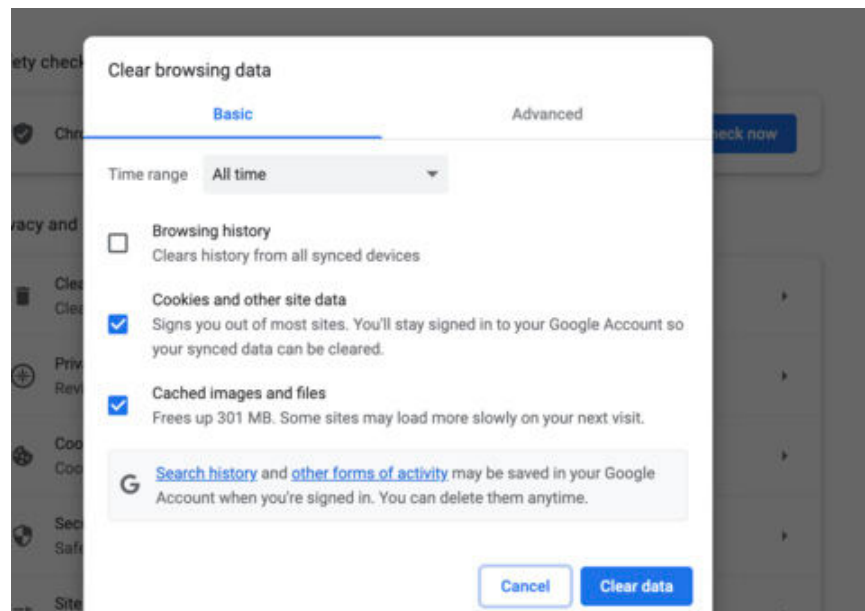 Clear browsing data
Basic
Advanced
check now
Time range All time
Browsing history
Clears history from all synced devices
Cookies and other site data
Signs you out of most sites. You'll stay signed in to your Google Account so
your synced data can be cleared.
Cached images and files
Frees up 301 MB. Some sites may load more slowly on your next visit.
Search history and other forms of activity may be saved in your Google
Account when you're signed in. You can delete them anytime.
Cancel
Clear data
Site